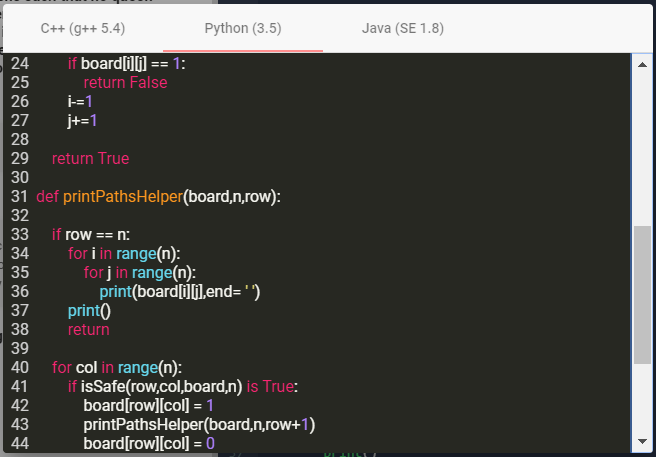 C++ (g++ 5.4) Python (3.5) Java (SE 1.8)
24 if board[i][j] == 1:
25 return False
26 i-=1
27 j+=1
28
29 return True
30
31 def printPathsHelper(board,n,row):
32
33 if row == n:
34 for i in range(n):
35 for j in range(n):
36 print(board[i][j],end= ' ')
37 print()
38 return
39
40 for col in range(n):
41 if isSafe(row,col,board,n) is True:
42 board[row][col] = 1
43 printPathsHelper(board,n,row+1)
44 board[row][col] = 0